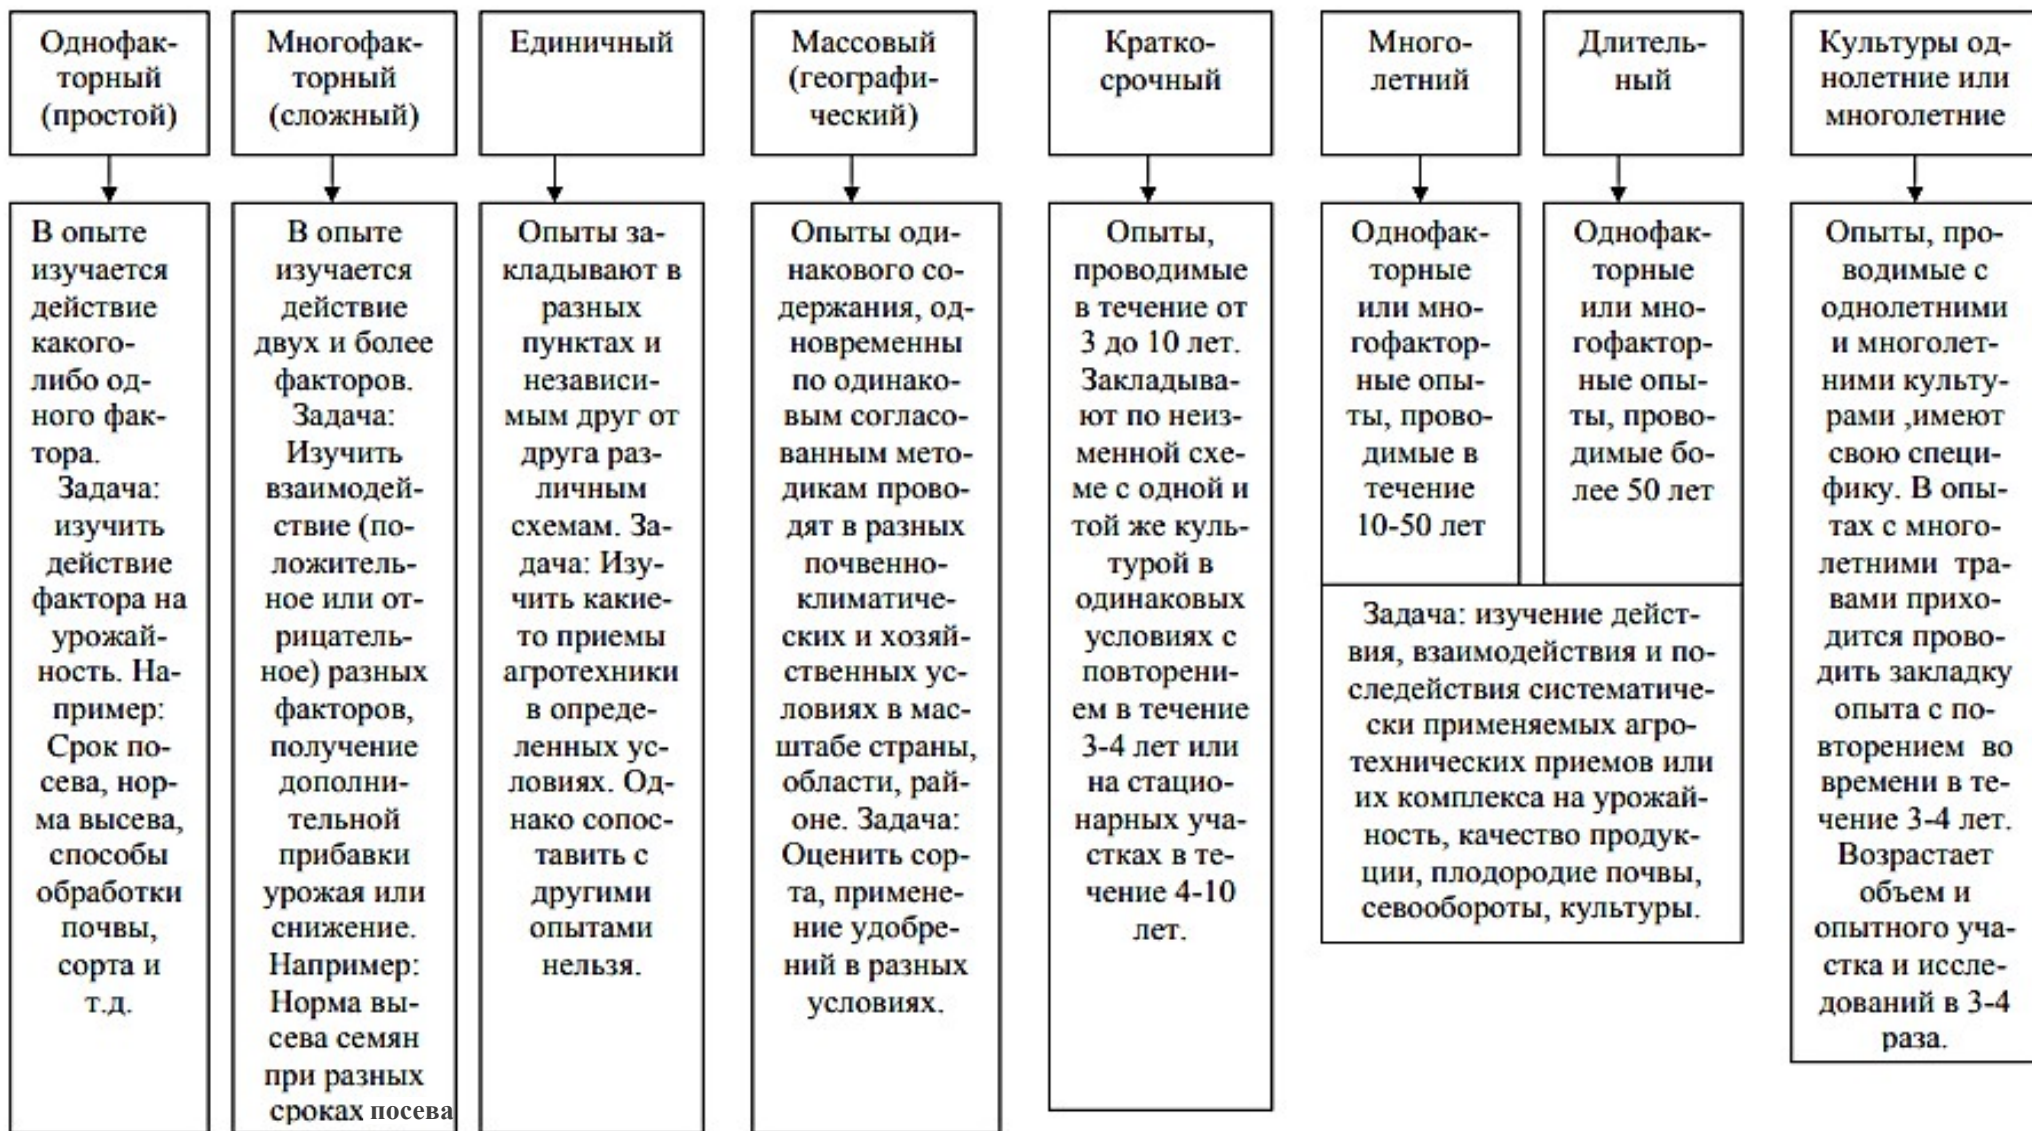 Однофак-
торный
(простой)
Многофак-
торный
(сложный)
Единичный
Массовый
(географи-
ческий)
Кратко-
срочный
Много-
летний
Длитель-
ный
Культуры од-
нолетние или
многолетние
В опыте
изучается
действие
какого-
либо од-
ного фак-
тора.
Задача:
изучить
действие
фактора на
урожай-
ность. На-
пример:
Срок по-
сева, нор-
ма высева,
способы
обработки
почвы,
сорта и
т.д.
В опыте
изучается
действие
двух и более
факторов.
Задача:
Изучить
взаимодей-
ствие (по-
ложитель-
ное или от-
рицатель-
ное) разных
факторов,
получение
дополни-
тельной
прибавки
урожая или
снижение.
Например:
Норма вы-
сева семян
при разных
сроках посева
Опыты за-
кладывают в
разных
пунктах и
независи-
мым друг от
друга раз-
личным
схемам. За-
дача: Изу-
чить какие-
то приемы
агротехники
в опреде-
ленных ус-
ловиях. Од-
нако сопос-
тавить с
другими
опытами
нельзя.
Опыты оди-
накового со-
держания, од-
новременны
по одинако-
вым согласо-
ванным мето-
дикам прово-
дят в разных
почвенно-
климатиче-
ских и хозяй-
ственных ус-
ловиях в мас-
штабе страны,
области, рай-
оне. Задача:
Оценить сор-
та, примене-
ние удобре-
ний в разных
условиях.
Опыты,
проводимые
в течение от
3 до 10 лет.
Закладыва-
ют по неиз-
менной схе-
ме с одной и
той же куль-
турой в
одинаковых
условиях с
повторени-
ем в течение
3-4 лет или
на стацио-
нарных уча-
стках в те-
чение 4-10
лет.
Однофак-
торные
или мно-
гофактор-
ные опы-
ты, прово-
димые в
течение
10-50 лет
Однофак-
торные
или мно-
гофактор-
ные опы-
ты, прово-
димые бо-
лее 50 лет
Задача: изучение дейст-
вия, взаимодействия и по-
следействия систематиче-
ски применяемых агро-
технических приемов или
их комплекса на урожай-
ность, качество продук-
ции, плодородие почвы,
севообороты, культуры.
Опыты, про-
водимые с
однолетними
и многолет-
ними культу-
рами ,имеют
свою специ-
фику. В опы-
тах с много-
летними тра-
вами прихо-
дится прово-
дить закладку
опыта с по-
вторением во
времени в те-
чение 3-4 лет.
Возрастает
объем и
опытного уча-
стка и иссле-
дований в 3-4
раза.